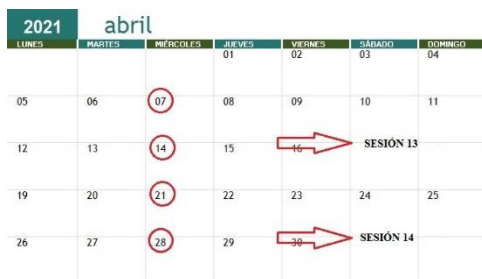 2021 abril
LUNES MARTES MIÉRCOLES JUEVES VIERNES SÁBADO DOMINGO
01 02 03 04
05 06 07 08 09 10 11
12 13 14 15 16 SESIÓN 13
19 20 21 22 23 24 25
26 27 28 29 30 SESIÓN 14